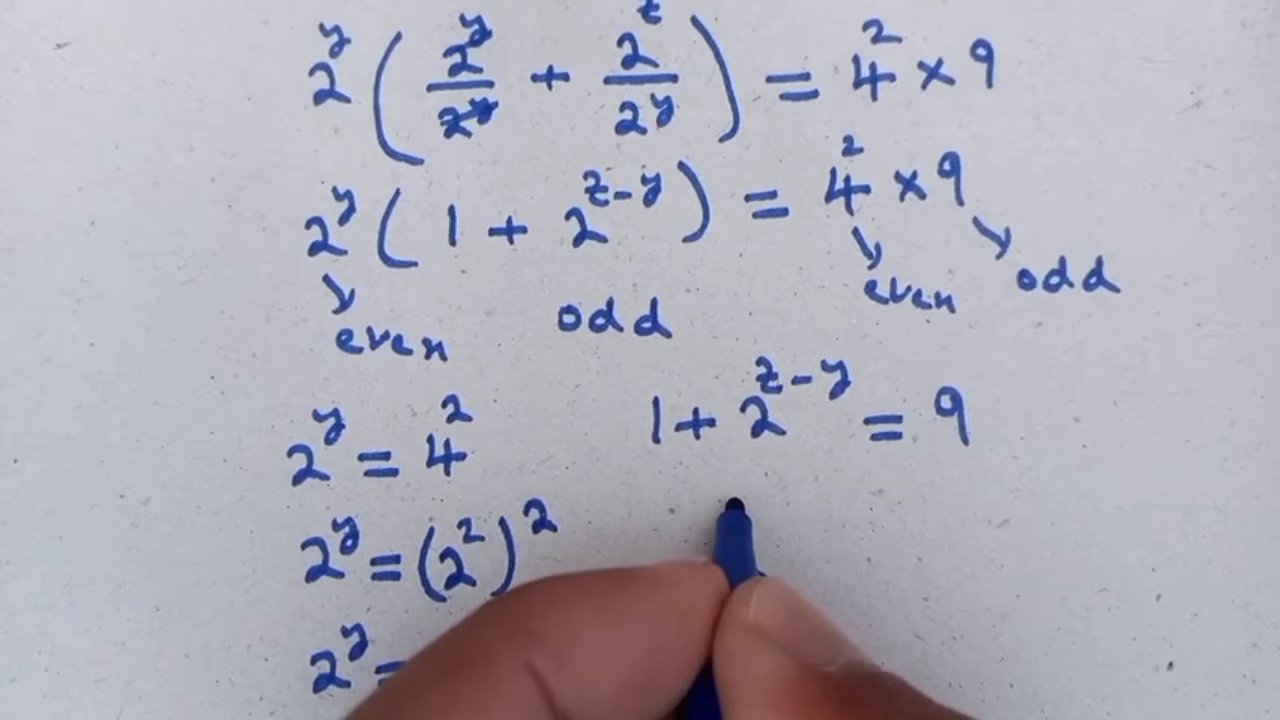 2^y (2^y/2^y + 2^z/2^y) = 4^2 × 9
2^y (1 + 2^(z-y)) = 4^2 × 9
even odd even odd
2^y = 4^2 1 + 2^(z-y) = 9
2^y = (2^2)^2
2^y =